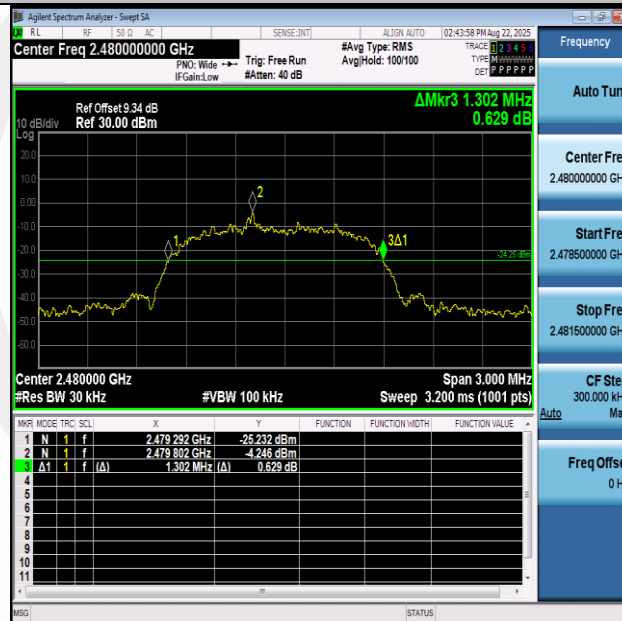 Agilent Spectrum Analyzer - Swept SA
RL RF 50 Ω AC SENSE:INT ALIGN AUTO 02:43:58 PM Aug 22, 2025
Center Freq 2.480000000 GHz
PNO: Wide
IFGain:Low
Trig: Free Run
#Atten: 40 dB
#Avg Type: RMS
Avg|Hold: 100/100
TRACE 1 2 3 4 5 6
TYPE M
DET P P P P P P
Frequency
ΔMkr3 1.302 MHz
0.629 dB
Ref Offset 9.34 dB
Ref 30.00 dBm
10 dB/div
Log
20.0
10.0
0.00
-10.0
-20.0
-30.0
-40.0
-50.0
-60.0
1
2
3Δ1
-24.25 dBm
Center 2.480000 GHz Span 3.000 MHz
#Res BW 30 kHz #VBW 100 kHz Sweep 3.200 ms (1001 pts)
MKR MODE TRC SCL X Y FUNCTION FUNCTION WIDTH FUNCTION VALUE
1 N 1 f 2.479 292 GHz -25.232 dBm
2 N 1 f 2.479 802 GHz -4.246 dBm
3 Δ1 1 f (Δ) 1.302 MHz (Δ) 0.629 dB
4
5
6
7
8
9
10
11
MSG STATUS
Auto Tun
Center Fre
2.480000000 GH
Start Fre
2.478500000 GH
Stop Fre
2.481500000 GH
CF Ste
300.000 kH
Auto Ma
Freq Offse
0 H